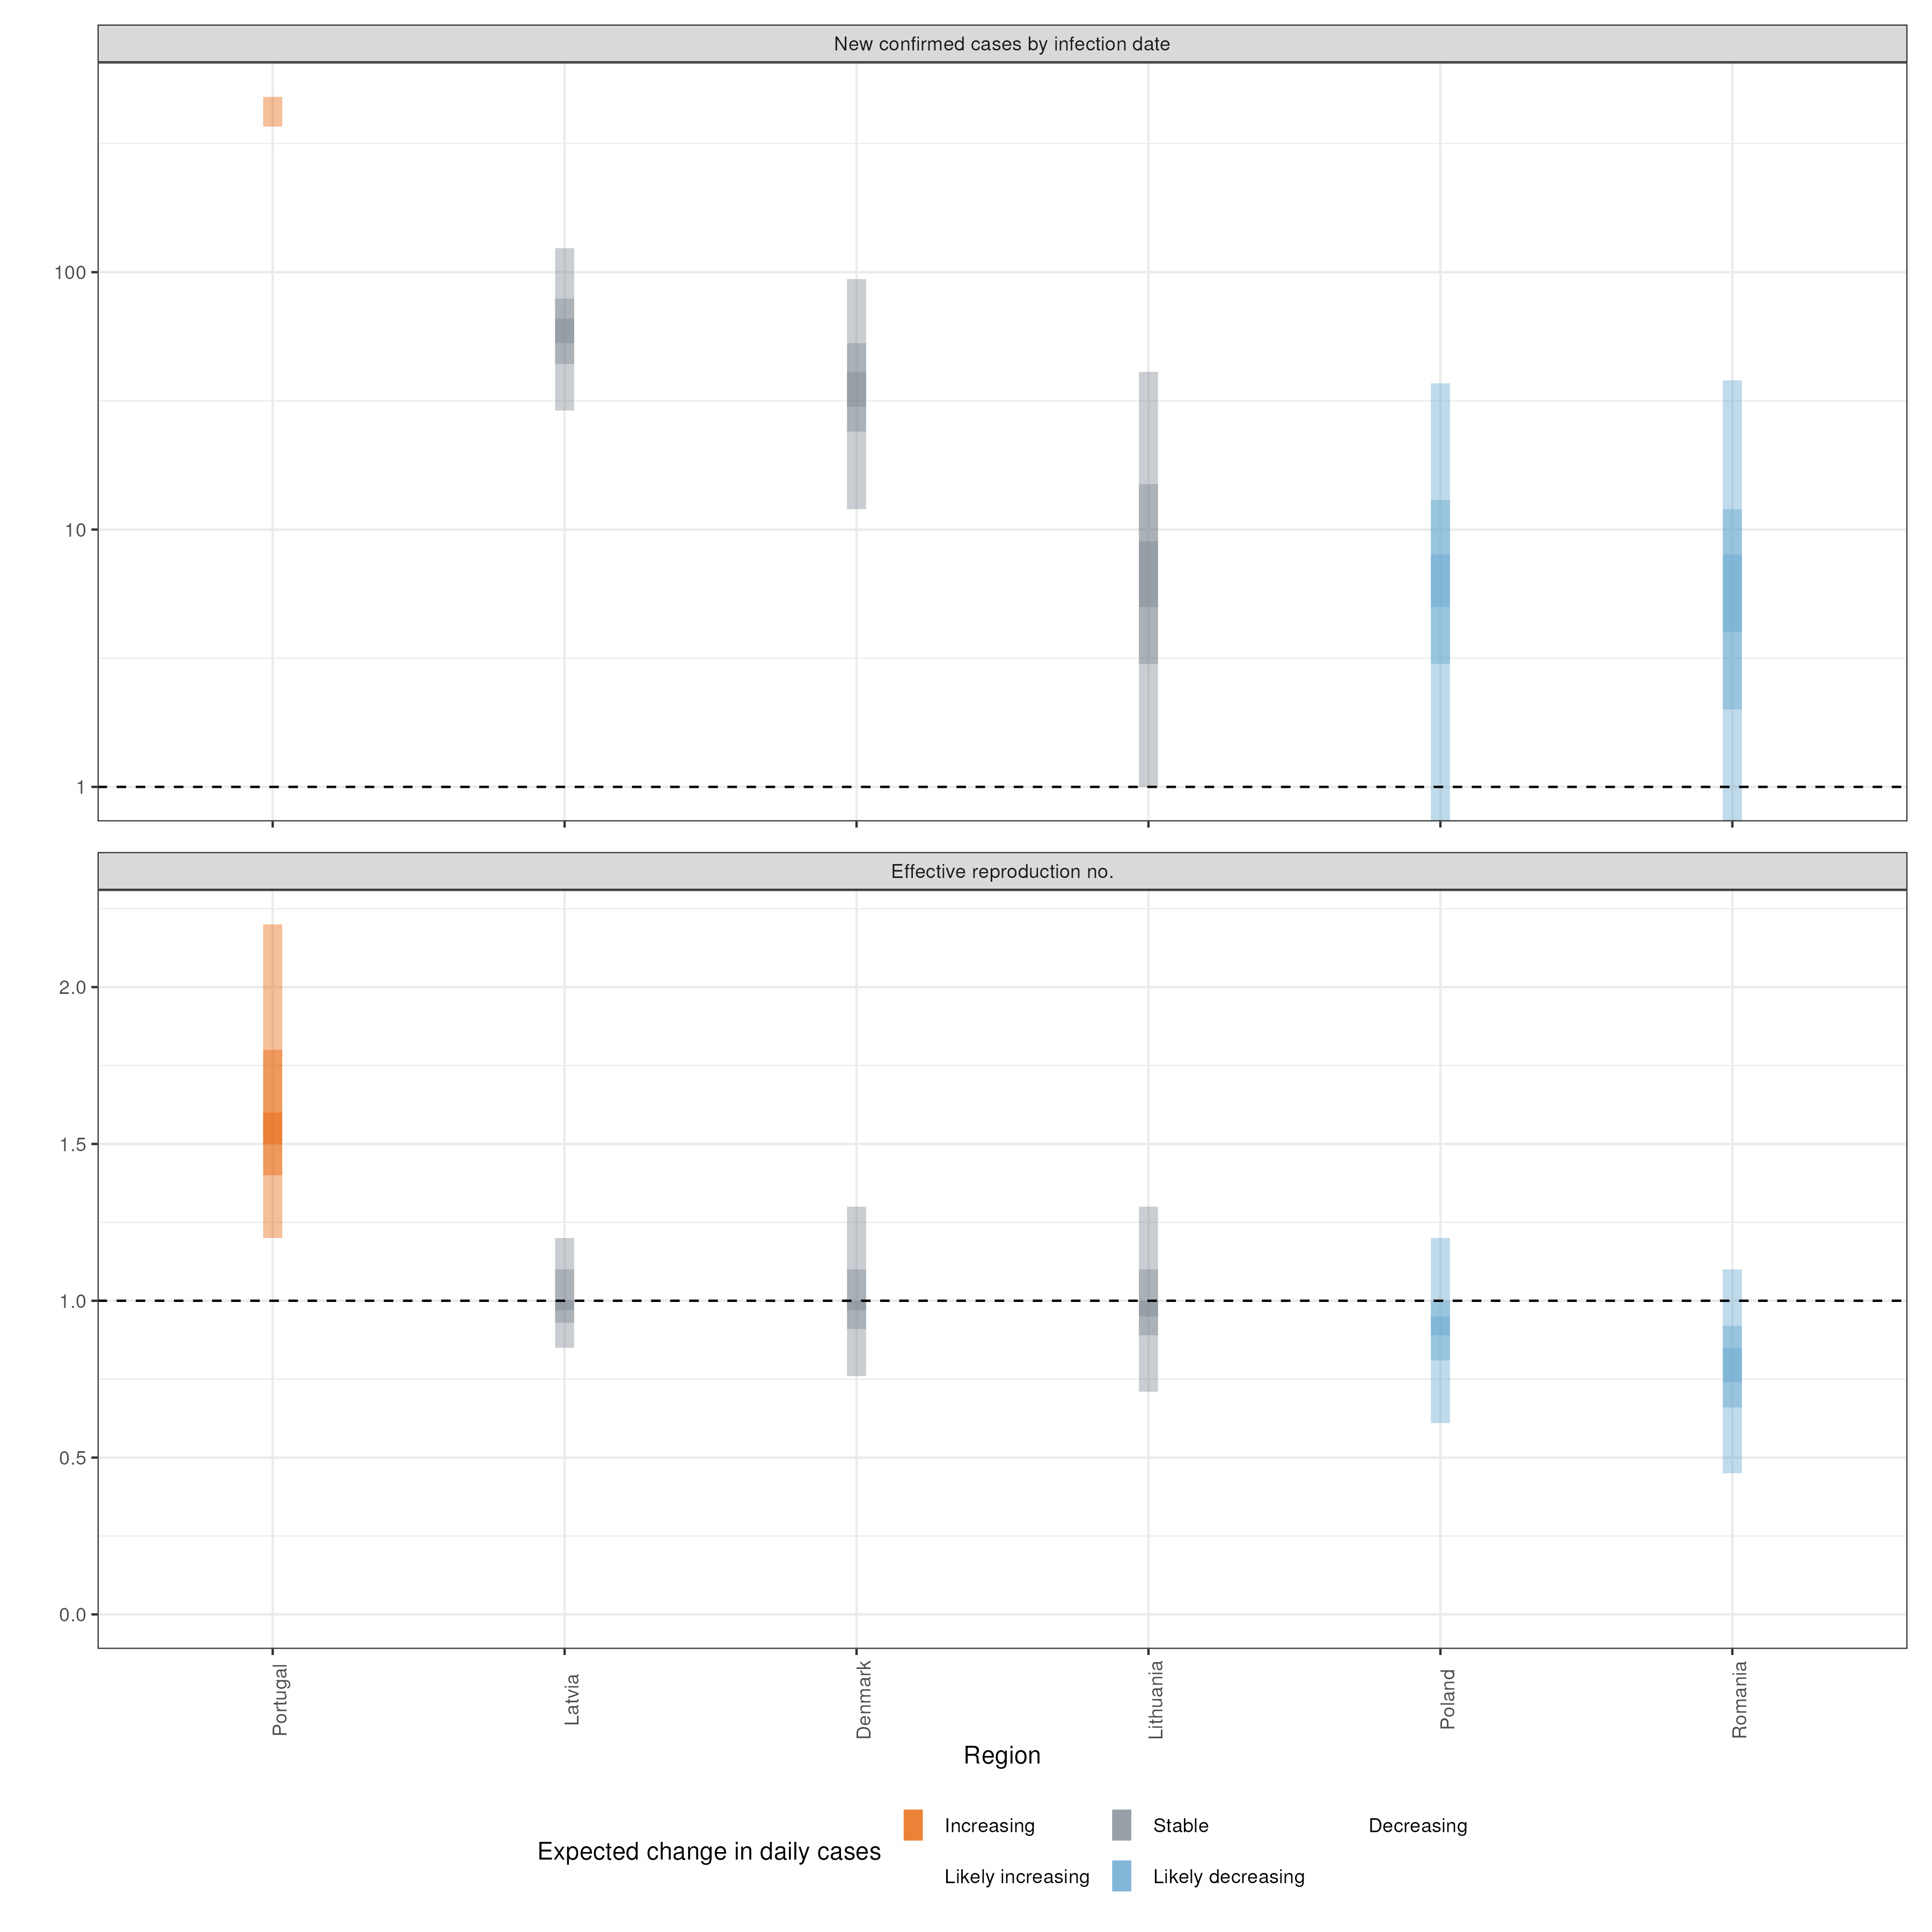 New confirmed cases by infection date
100
10
1
Effective reproduction no.
2.0
1.5
1.0
0.5
0.0
Portugal
Latvia
Denmark
Lithuania
Poland
Romania
Region
Expected change in daily cases
Increasing
Stable
Decreasing
Likely increasing
Likely decreasing